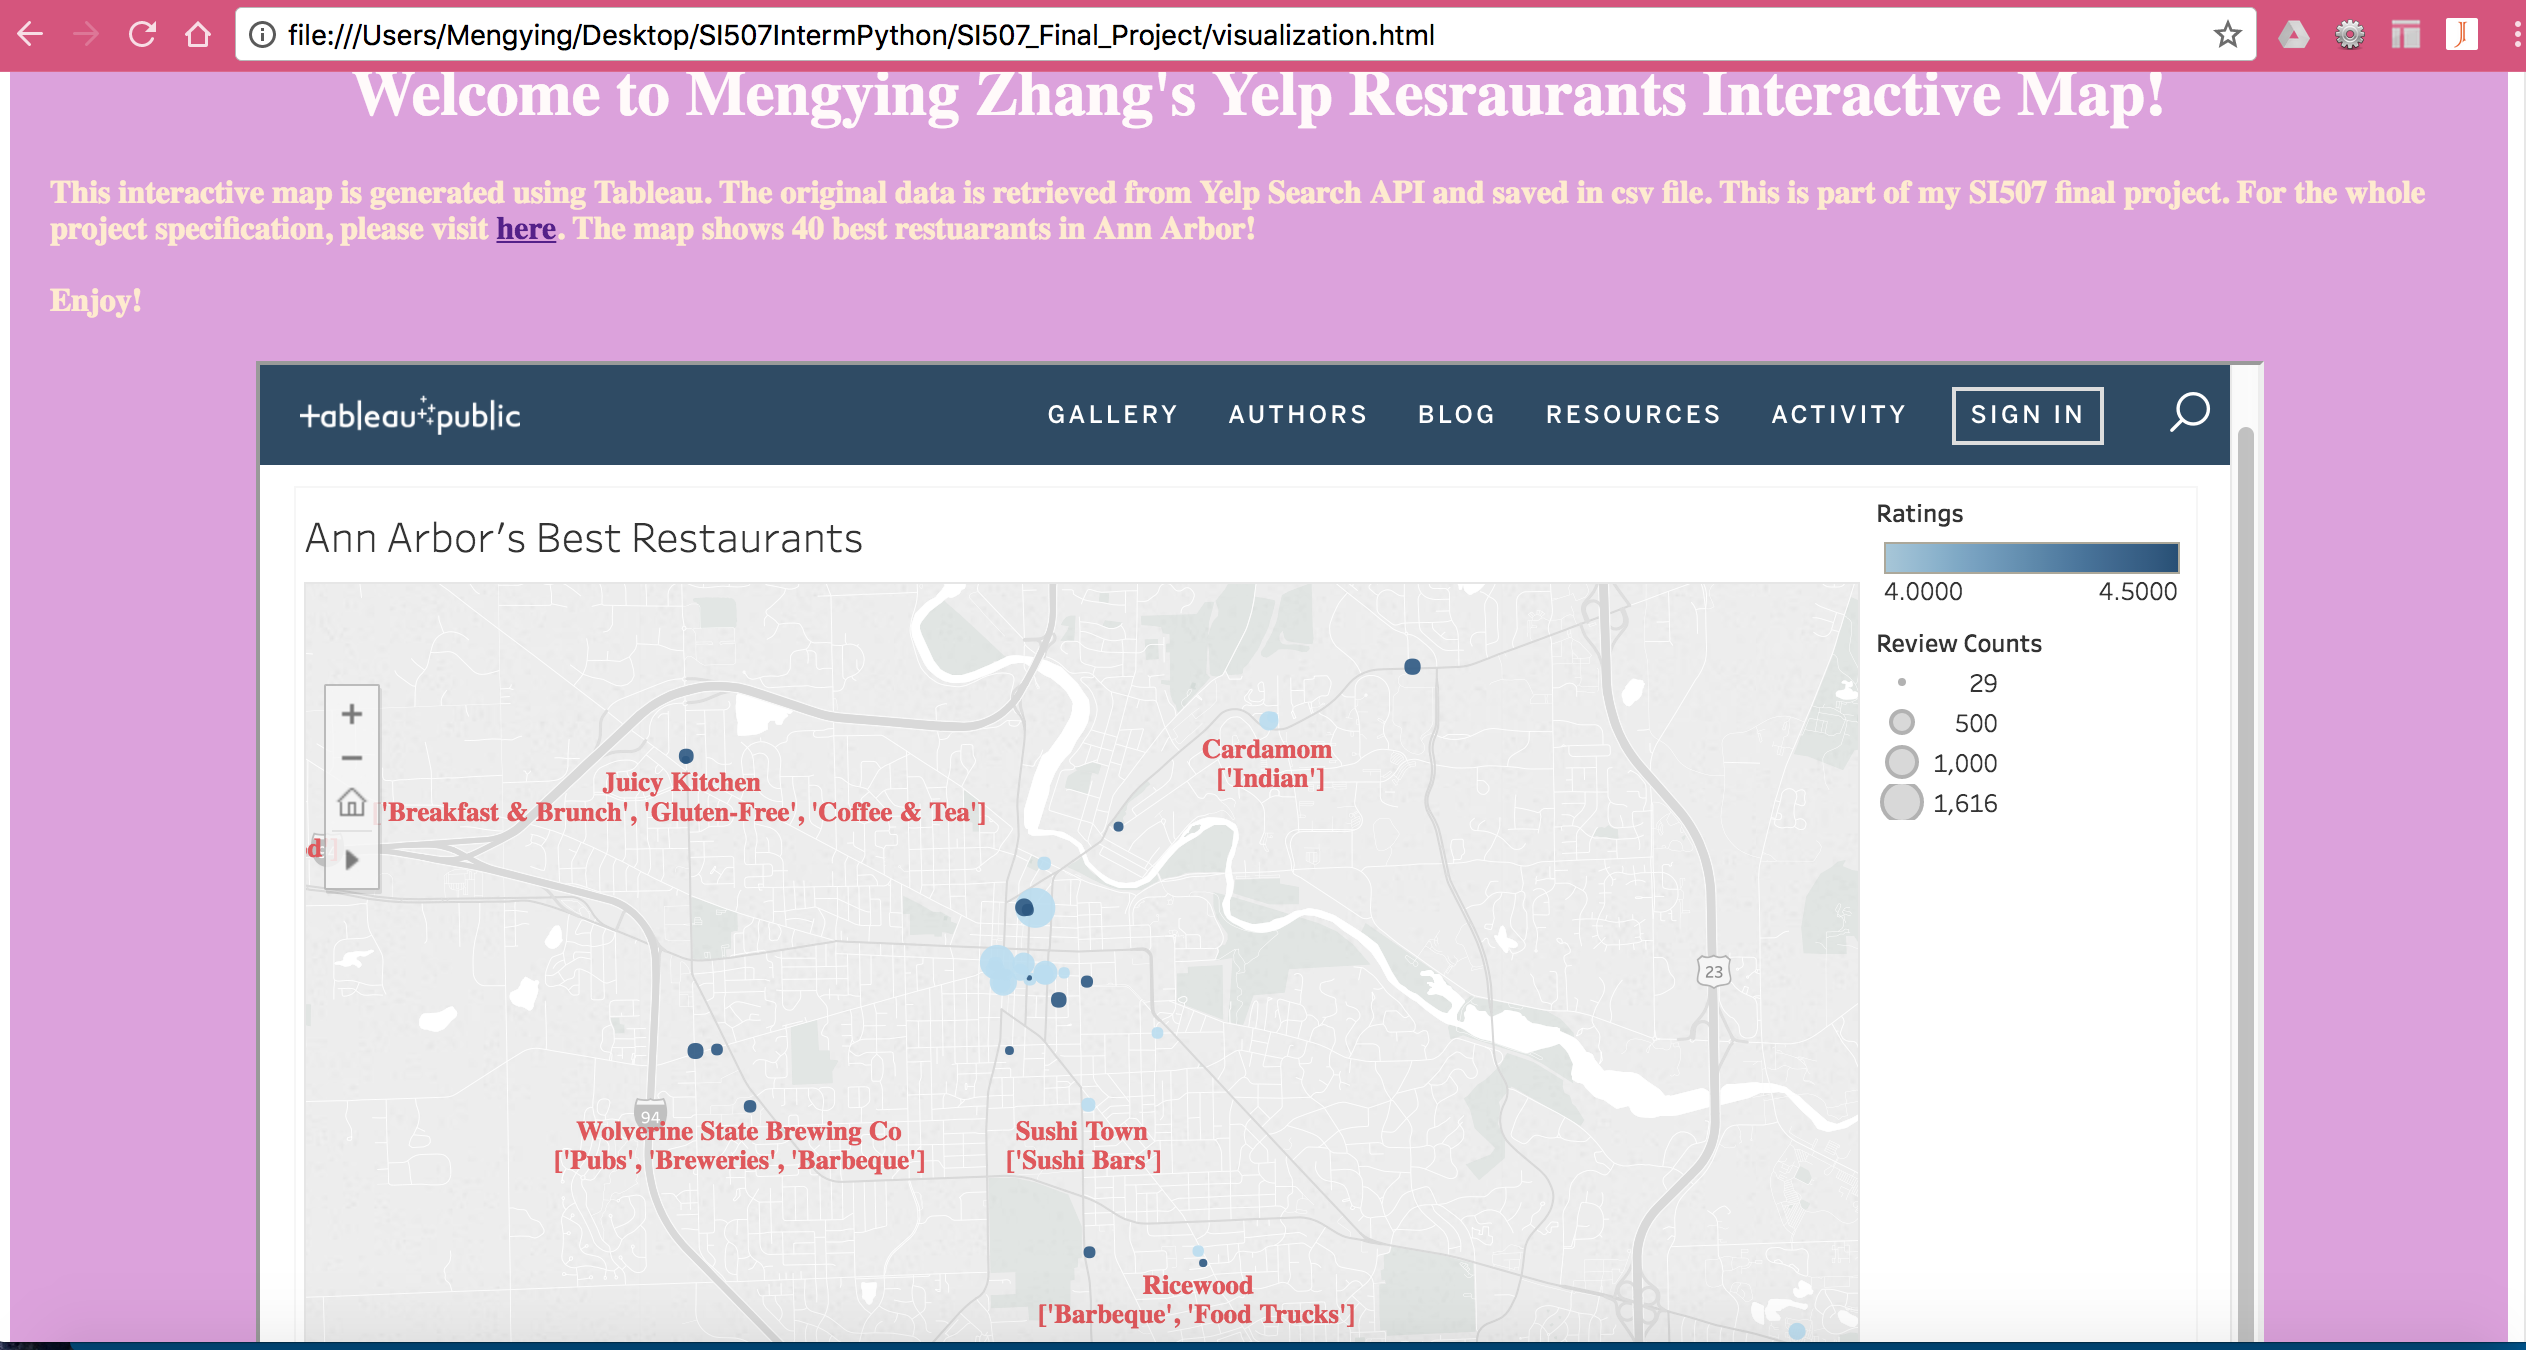 file:///Users/Mengying/Desktop/SI507IntermPython/SI507_Final_Project/visualization.html
Welcome to Mengying Zhang's Yelp Resraurants Interactive Map!
This interactive map is generated using Tableau. The original data is retrieved from Yelp Search API and saved in csv file. This is part of my SI507 final project. For the whole
project specification, please visit here. The map shows 40 best restuarants in Ann Arbor!
Enjoy!
+ableau public
GALLERY AUTHORS BLOG RESOURCES ACTIVITY SIGN IN
Ann Arbor's Best Restaurants
Ratings
4.0000 4.5000
Review Counts
29
500
1,000
1,616
Cardamom
['Indian']
Juicy Kitchen
['Breakfast & Brunch', 'Gluten-Free', 'Coffee & Tea']
d']
23
94
Wolverine State Brewing Co
['Pubs', 'Breweries', 'Barbeque']
Sushi Town
['Sushi Bars']
Ricewood
['Barbeque', 'Food Trucks']